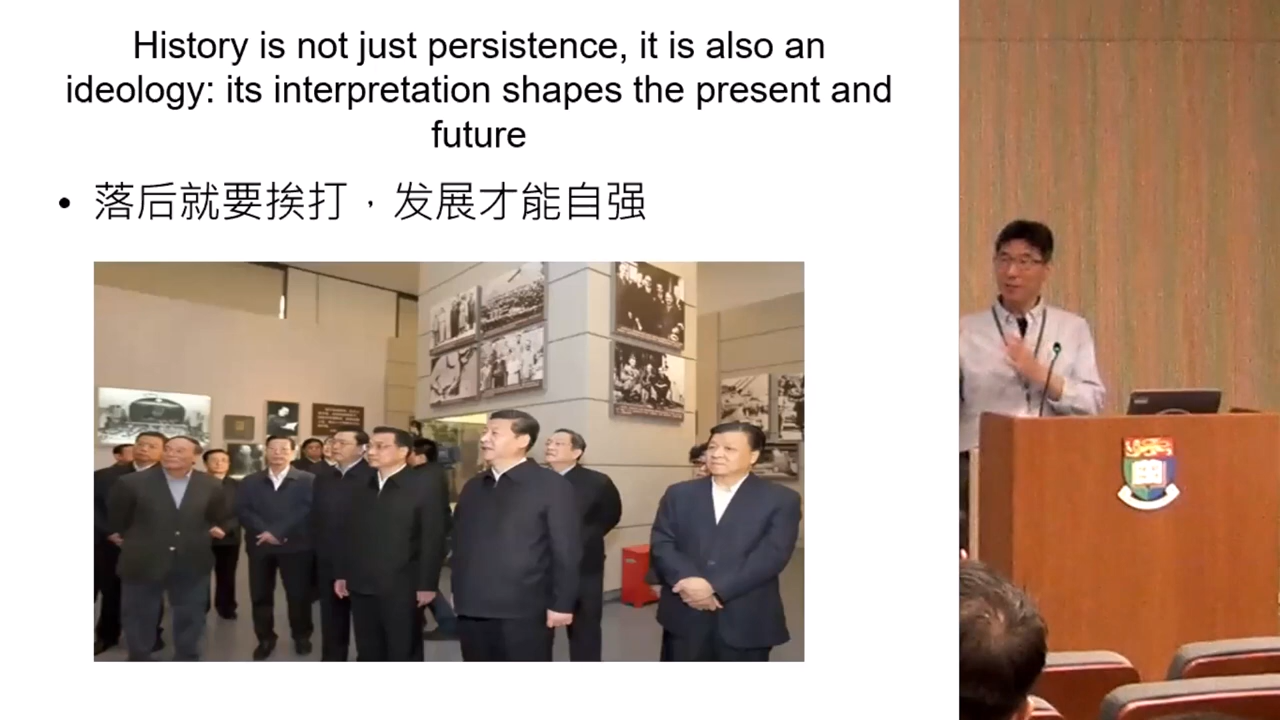 History is not just persistence, it is also an
ideology: its interpretation shapes the present and
future
• 落后就要挨打，发展才能自强